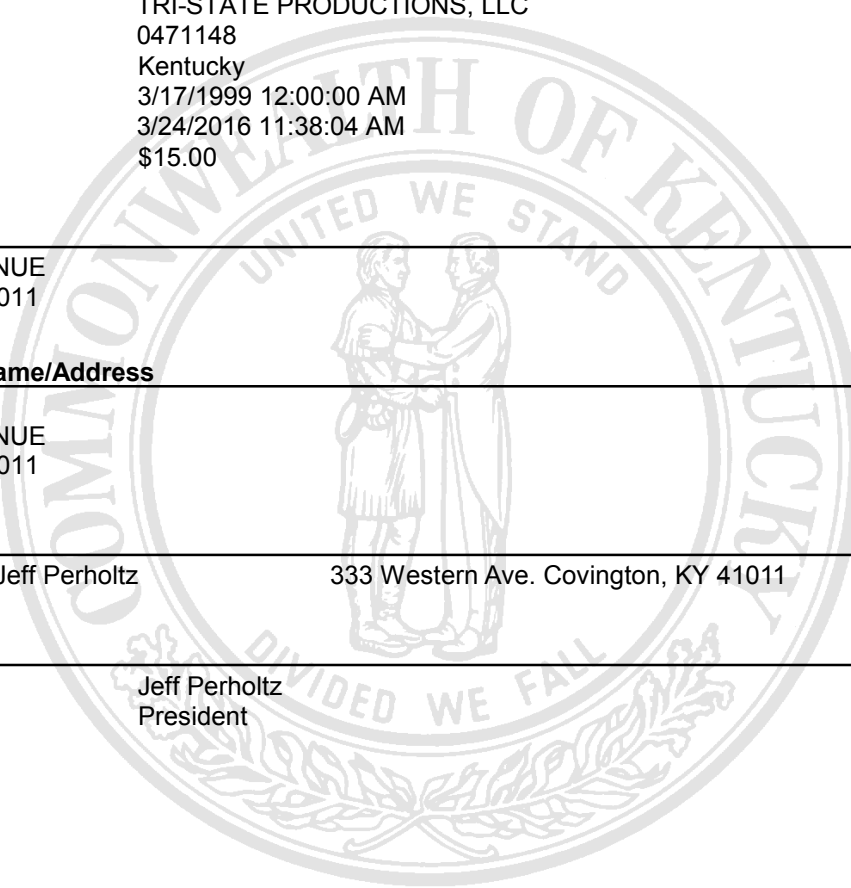 TRI-STATE PRODUCTIONS, LLC
0471148
Kentucky
3/17/1999 12:00:00 AM
3/24/2016 11:38:04 AM
$15.00
COMMONWEALTH OF KENTUCKY
UNITED WE STAND
NUE
011
ame/Address
NUE
011
Jeff Perholtz 333 Western Ave. Covington, KY 41011
DIVIDED WE FALL
Jeff Perholtz
President